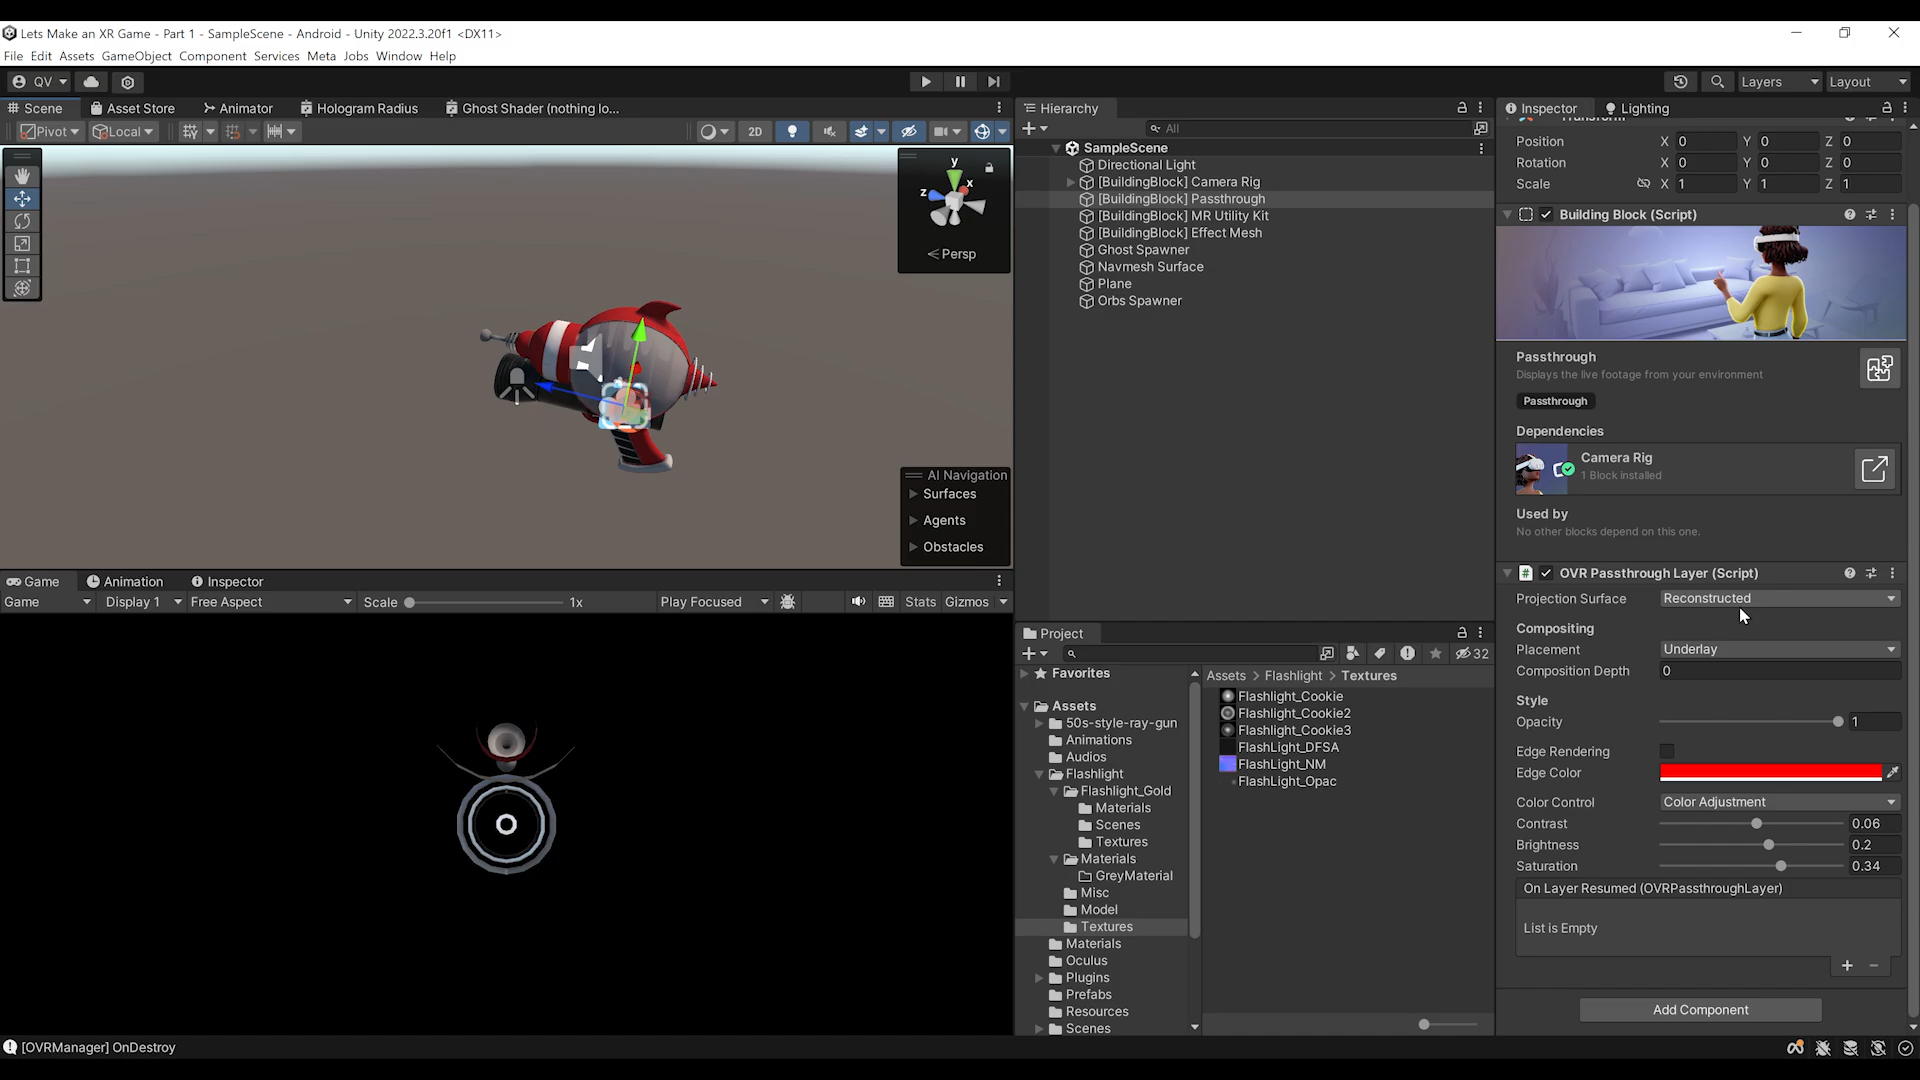 Lets Make an XR Game - Part 1 - SampleScene - Android - Unity 2022.3.20f1 <DX11>
File Edit Assets GameObject Component Services Meta Jobs Window Help
QV
Layers Layout
Scene Asset Store Animator Hologram Radius Ghost Shader (nothing lo...
Pivot Local 2D
y
x
z
Persp
AI Navigation
Surfaces
Agents
Obstacles
Game Animation Inspector
Game Display 1 Free Aspect Scale 1x Play Focused Stats Gizmos
Hierarchy
All
SampleScene
Directional Light
[BuildingBlock] Camera Rig
[BuildingBlock] Passthrough
[BuildingBlock] MR Utility Kit
[BuildingBlock] Effect Mesh
Ghost Spawner
Navmesh Surface
Plane
Orbs Spawner
Project
32
Favorites
Assets
50s-style-ray-gun
Animations
Audios
Flashlight
Flashlight_Gold
Materials
Scenes
Textures
Materials
GreyMaterial
Misc
Model
Textures
Materials
Oculus
Plugins
Prefabs
Resources
Scenes
Assets > Flashlight > Textures
Flashlight_Cookie
Flashlight_Cookie2
Flashlight_Cookie3
FlashLight_DFSA
FlashLight_NM
FlashLight_Opac
Inspector Lighting
Transform
Position X 0 Y 0 Z 0
Rotation X 0 Y 0 Z 0
Scale X 1 Y 1 Z 1
Building Block (Script)
Passthrough
Displays the live footage from your environment
Passthrough
Dependencies
Camera Rig
1 Block installed
Used by
No other blocks depend on this one.
OVR Passthrough Layer (Script)
Projection Surface Reconstructed
Compositing
Placement Underlay
Composition Depth 0
Style
Opacity 1
Edge Rendering
Edge Color
Color Control Color Adjustment
Contrast 0.06
Brightness 0.2
Saturation 0.34
On Layer Resumed (OVRPassthroughLayer)
List is Empty
Add Component
[OVRManager] OnDestroy